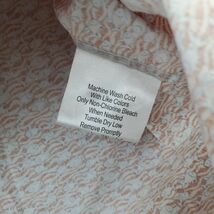 Machine Wash Cold
With Like Colors
Only Non-Chlorine Bleach
When Needed
Tumble Dry Low
Remove Promptly